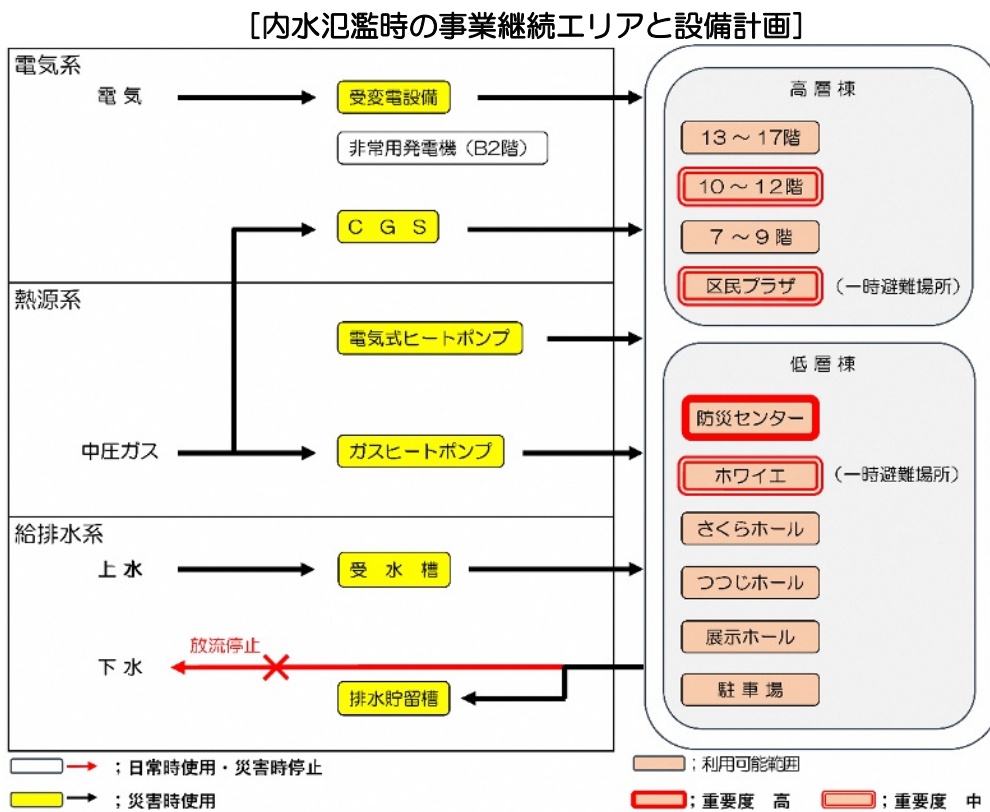 [内水氾濫時の事業継続エリアと設備計画]
電気系
電 気
受変電設備
非常用発電機（B2階）
C G S
熱源系
電気式ヒートポンプ
中圧ガス
ガスヒートポンプ
給排水系
上 水
受 水 槽
放流停止
下 水
排水貯留槽
高 層 棟
13～17階
10～12階
7～9階
区民プラザ （一時避難場所）
低 層 棟
防災センター
ホワイエ （一時避難場所）
さくらホール
つつじホール
展示ホール
駐 車 場
；日常時使用・災害時停止
；災害時使用
；利用可能範囲
；重要度 高 ；重要度 中